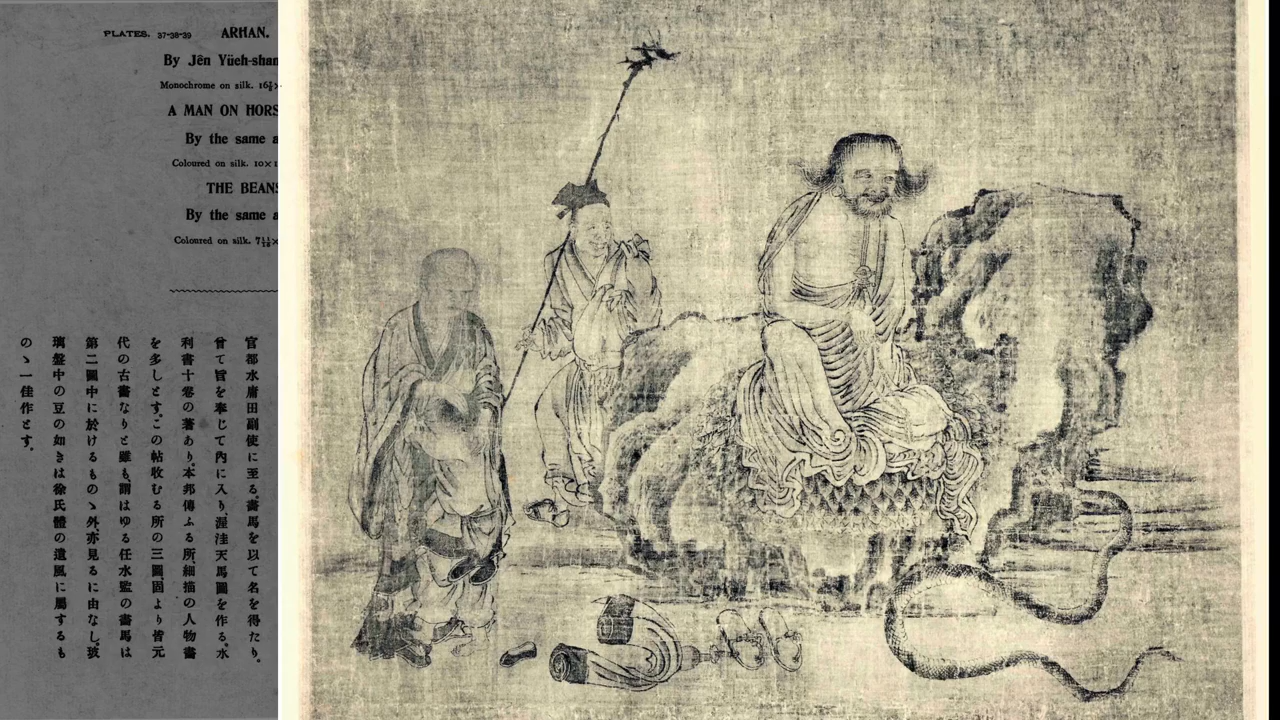 PLATES. 37-38-39 ARHAN.
By Jên Yüeh-shan
Monochrome on silk. 16⅞×
A MAN ON HORS
By the same a
Coloured on silk. 10×1
THE BEANS
By the same a
Coloured on silk. 7 11/16×
官都水庸田副使に至る。畫馬を以て名を得たり。
曾て旨を奉じて內に入り、渥洼天馬圖を作る。水
利書十卷の著あり。本邦傳ふる所、細描の人物畫
を多しとす。この帖收むる所の三圖、固より皆元
代の古畫なりと雖も、謂はゆる任水監の畫馬は
第二圖中に於けるものゝ外、亦見るに由なし。玻
璃盤中の豆の如きは徐氏體の遺風に屬するも
のゝ一佳作とす。